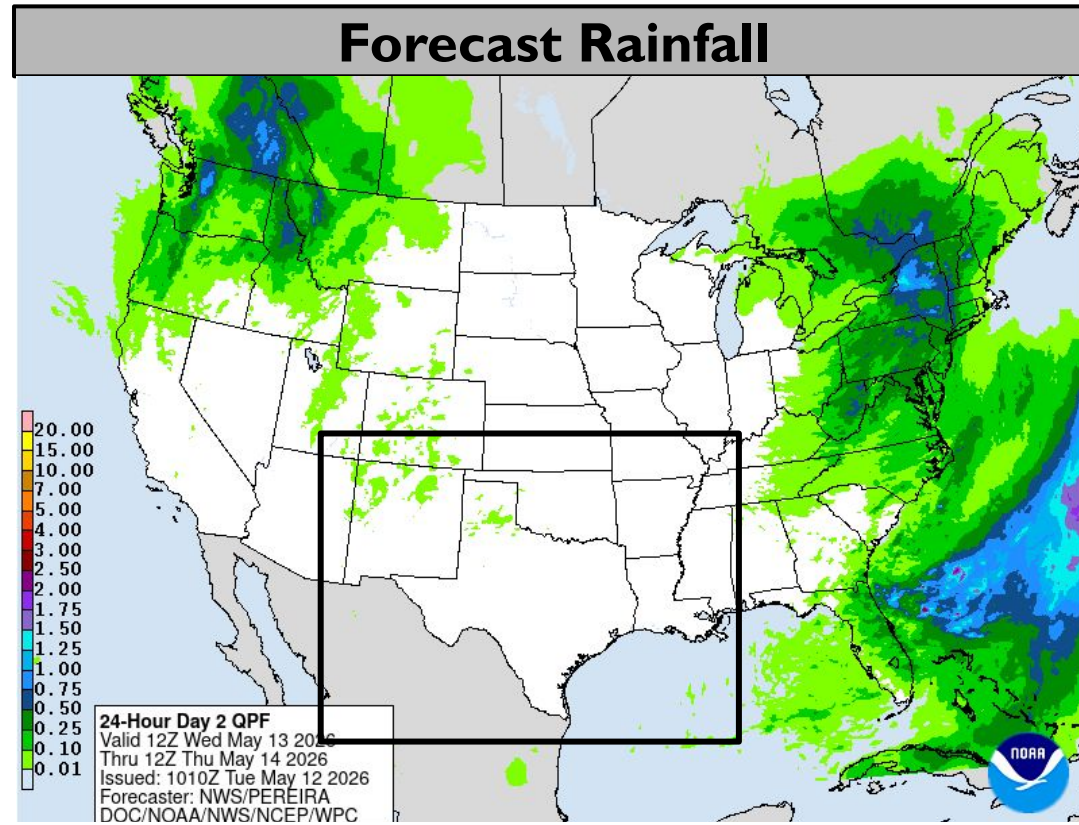 Forecast Rainfall
20.00
15.00
10.00
7.00
5.00
4.00
3.00
2.50
2.00
1.75
1.50
1.25
1.00
0.75
0.50
0.25
0.10
0.01
24-Hour Day 2 QPF
Valid 12Z Wed May 13 2026
Thru 12Z Thu May 14 2026
Issued: 1010Z Tue May 12 2026
Forecaster: NWS/PEREIRA
DOC/NOAA/NWS/NCEP/WPC
NOAA